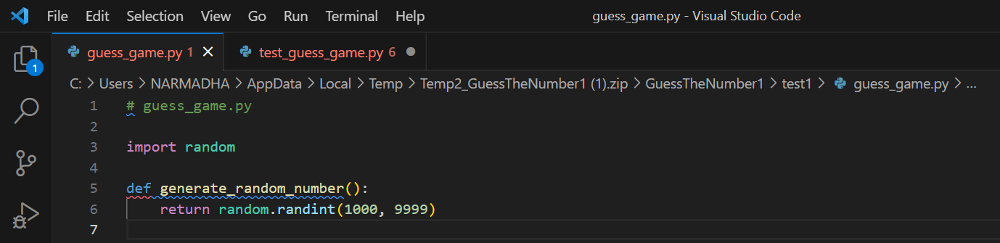 File Edit Selection View Go Run Terminal Help guess_game.py - Visual Studio Code
guess_game.py 1 test_guess_game.py 6
1
C: > Users > NARMADHA > AppData > Local > Temp > Temp2_GuessTheNumber1 (1).zip > GuessTheNumber1 > test1 > guess_game.py > ...
1 # guess_game.py
2
3 import random
4
5 def generate_random_number():
6 return random.randint(1000, 9999)
7